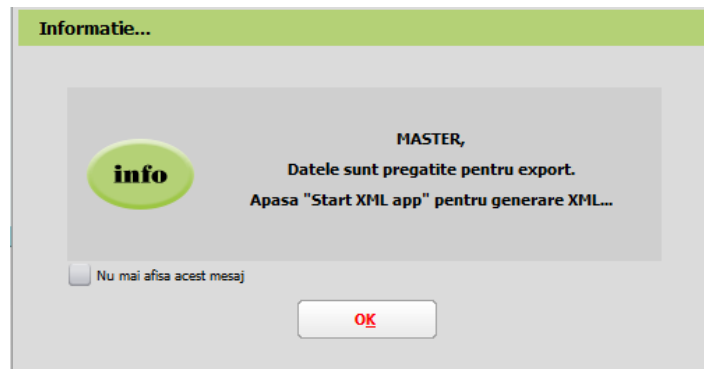 Informatie...
info
MASTER,
Datele sunt pregatite pentru export.
Apasa "Start XML app" pentru generare XML...
Nu mai afisa acest mesaj
OK